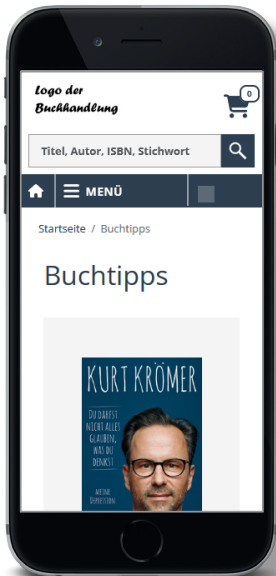 Logo der
Buchhandlung
0
Titel, Autor, ISBN, Stichwort
MENÜ
Startseite / Buchtipps
Buchtipps
KURT KRÖMER
DU DARFST
NICHT ALLES
GLAUBEN,
WAS DU
DENKST
MEINE
DEPRESSION